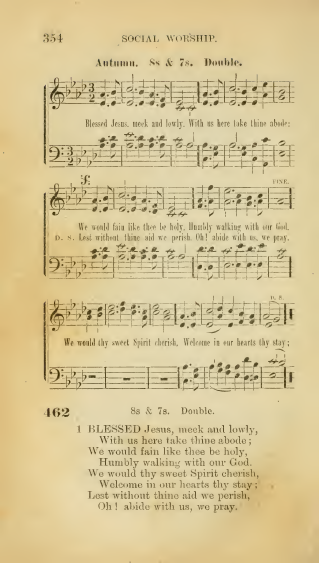 354 SOCIAL WORSHIP.
Autumn. 8s & 7s. Double.
Blessed Jesus, meek and lowly, With us here take thine abode;
FINE.
We would fain like thee be holy, Humbly walking with our God.
D. S. Lest without thine aid we perish, Oh! abide with us, we pray.
D. S.
We would thy sweet Spirit cherish, Welcome in our hearts thy stay;
462 8s & 7s. Double.
1 BLESSED Jesus, meek and lowly,
With us here take thine abode;
We would fain like thee be holy,
Humbly walking with our God.
We would thy sweet Spirit cherish,
Welcome in our hearts thy stay;
Lest without thine aid we perish,
Oh! abide with us, we pray.